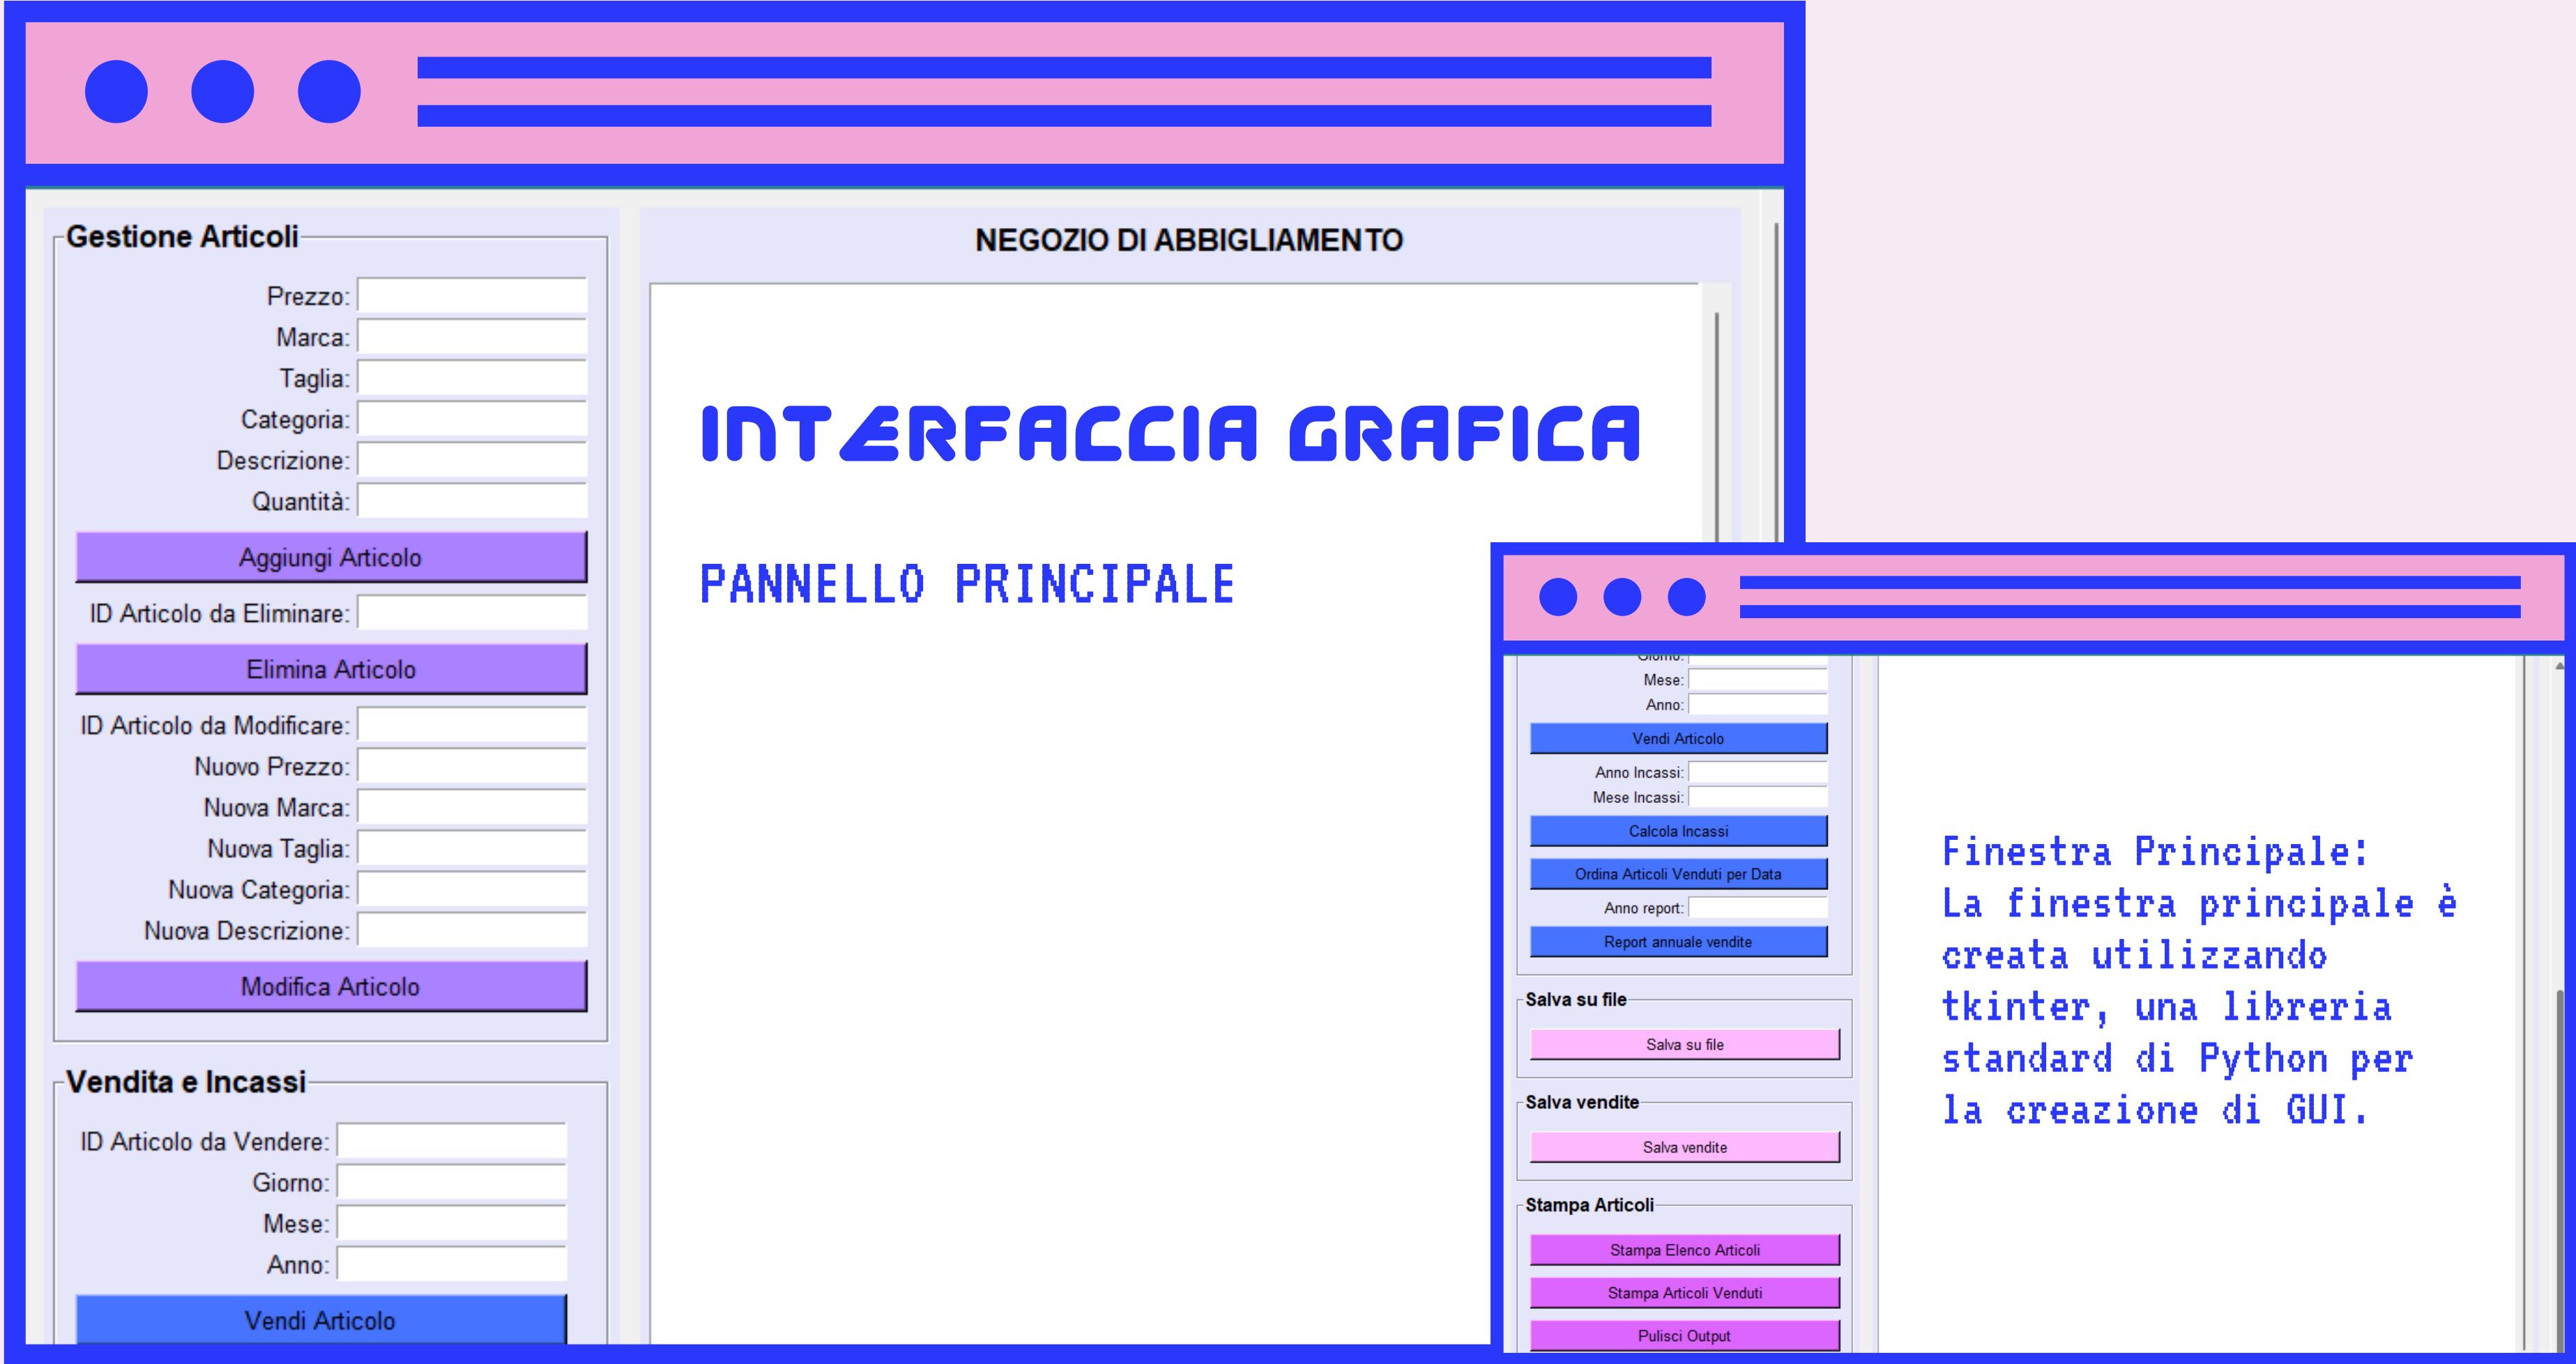 Gestione Articoli
Prezzo:
Marca:
Taglia:
Categoria:
Descrizione:
Quantità:
Aggiungi Articolo
ID Articolo da Eliminare:
Elimina Articolo
ID Articolo da Modificare:
Nuovo Prezzo:
Nuova Marca:
Nuova Taglia:
Nuova Categoria:
Nuova Descrizione:
Modifica Articolo
Vendita e Incassi
ID Articolo da Vendere:
Giorno:
Mese:
Anno:
Vendi Articolo
NEGOZIO DI ABBIGLIAMENTO
INTERFACCIA GRAFICA
PANNELLO PRINCIPALE
Giorno:
Mese:
Anno:
Vendi Articolo
Anno Incassi:
Mese Incassi:
Calcola Incassi
Ordina Articoli Venduti per Data
Anno report:
Report annuale vendite
Salva su file
Salva su file
Salva vendite
Salva vendite
Stampa Articoli
Stampa Elenco Articoli
Stampa Articoli Venduti
Pulisci Output
Finestra Principale:
La finestra principale è
creata utilizzando
tkinter, una libreria
standard di Python per
la creazione di GUI.